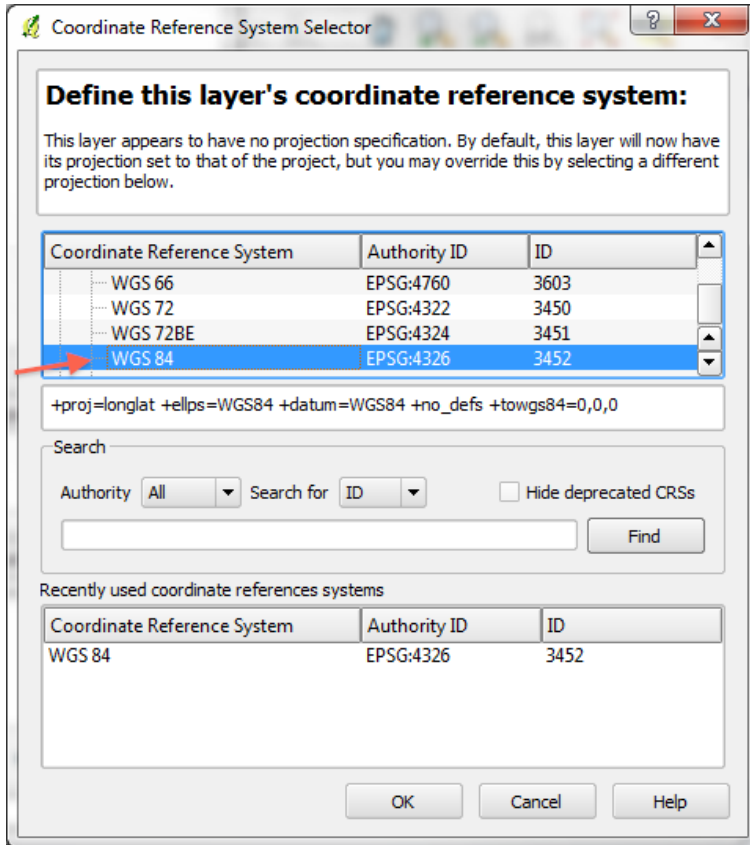 Coordinate Reference System Selector
?
X
Define this layer's coordinate reference system:
This layer appears to have no projection specification. By default, this layer will now have
its projection set to that of the project, but you may override this by selecting a different
projection below.
Coordinate Reference System Authority ID ID
WGS 66 EPSG:4760 3603
WGS 72 EPSG:4322 3450
WGS 72BE EPSG:4324 3451
WGS 84 EPSG:4326 3452
+proj=longlat +ellps=WGS84 +datum=WGS84 +no_defs +towgs84=0,0,0
Search
Authority All Search for ID Hide deprecated CRSs
Find
Recently used coordinate references systems
Coordinate Reference System Authority ID ID
WGS 84 EPSG:4326 3452
OK Cancel Help